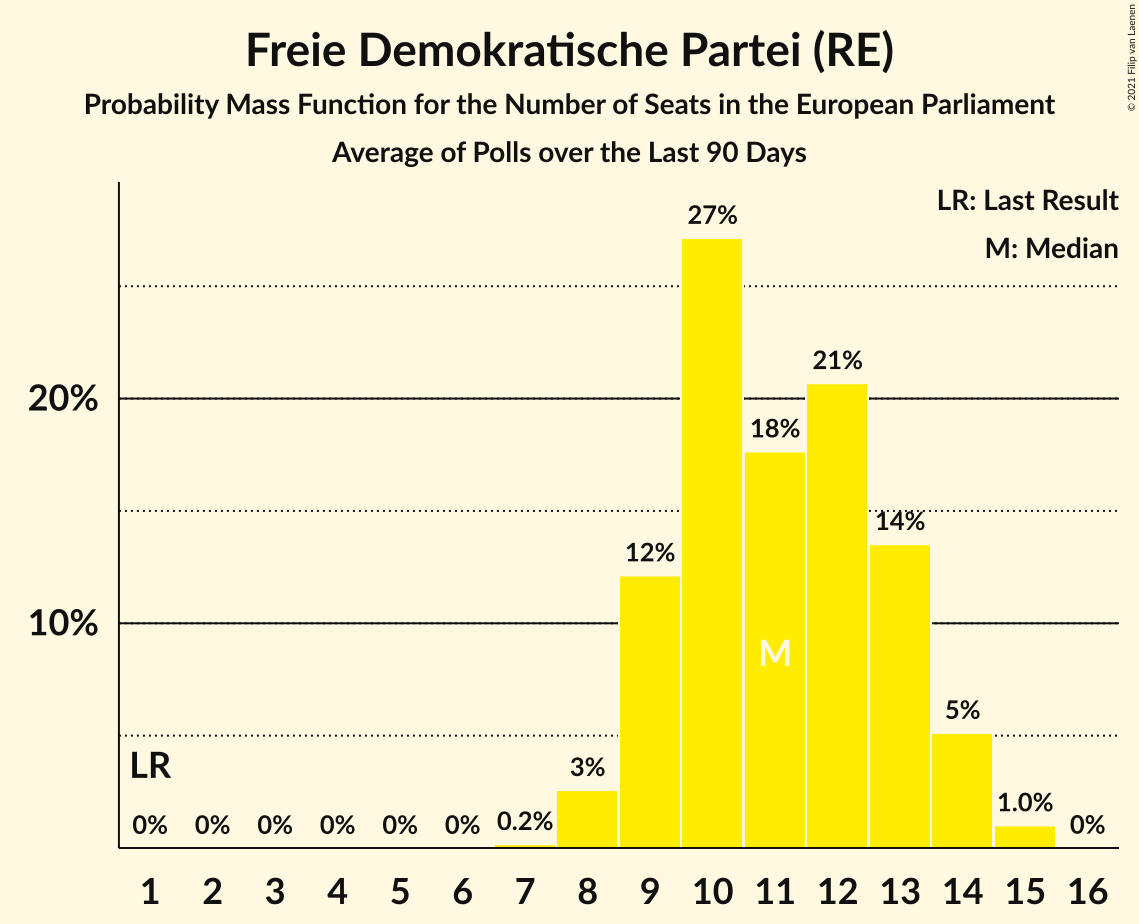 Freie Demokratische Partei (RE)
Probability Mass Function for the Number of Seats in the European Parliament
Average of Polls over the Last 90 Days
© 2021 Filip van Laenen
LR: Last Result
M: Median
27%
21%
20%
18%
14%
12%
10%
M
5%
LR
3%
1.0%
0% 0% 0% 0% 0% 0% 0.2% 0%
1 2 3 4 5 6 7 8 9 10 11 12 13 14 15 16